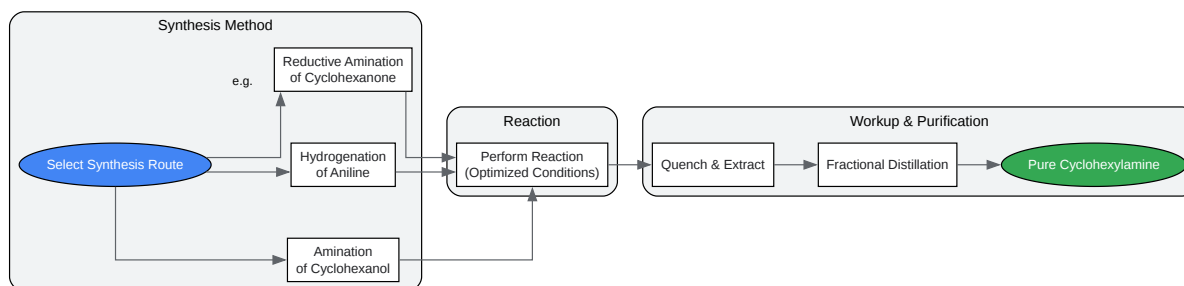 Synthesis Method
Reductive Amination
of Cyclohexanone
e.g.
Select Synthesis Route
Hydrogenation
of Aniline
Amination
of Cyclohexanol
Reaction
Perform Reaction
(Optimized Conditions)
Workup & Purification
Quench & Extract
Fractional Distillation
Pure Cyclohexylamine